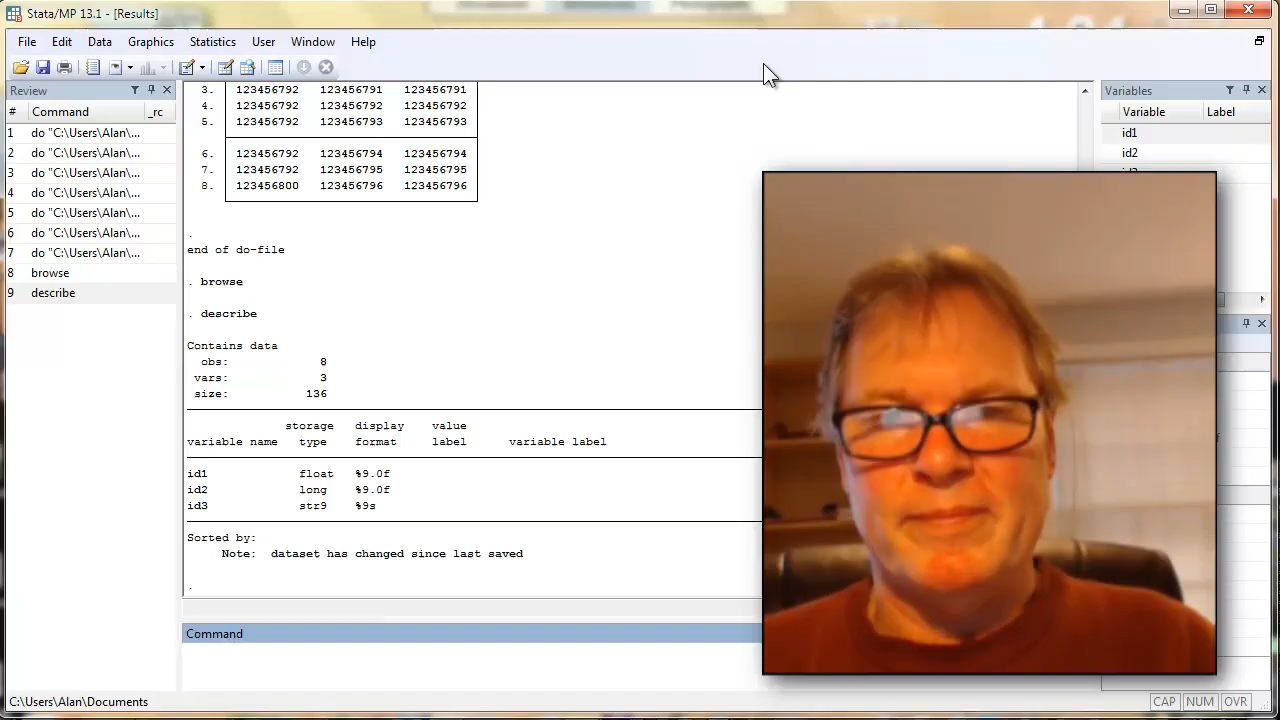 Stata/MP 13.1 - [Results]
File Edit Data Graphics Statistics User Window Help
Review
# Command _rc
1 do "C:\Users\Alan\...
2 do "C:\Users\Alan\...
3 do "C:\Users\Alan\...
4 do "C:\Users\Alan\...
5 do "C:\Users\Alan\...
6 do "C:\Users\Alan\...
7 do "C:\Users\Alan\...
8 browse
9 describe
3. 123456792 123456791 123456791
4. 123456792 123456792 123456792
5. 123456792 123456793 123456793
6. 123456792 123456794 123456794
7. 123456792 123456795 123456795
8. 123456800 123456796 123456796
.
end of do-file
. browse
. describe
Contains data
obs: 8
vars: 3
size: 136
storage display value
variable name type format label variable label
id1 float %9.0f
id2 long %9.0f
id3 str9 %9s
Sorted by:
Note: dataset has changed since last saved
.
Command
Variables
Variable Label
id1
id2
C:\Users\Alan\Documents
CAP NUM OVR